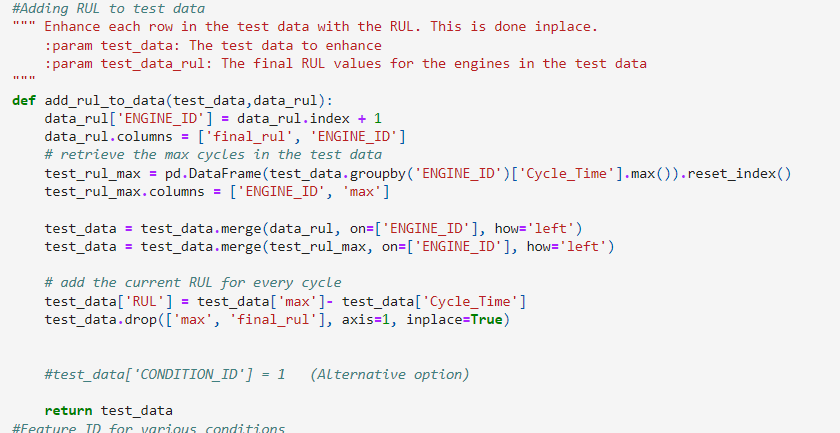 #Adding RUL to test data
""" Enhance each row in the test data with the RUL. This is done inplace.
    :param test_data: The test data to enhance
    :param test_data_rul: The final RUL values for the engines in the test data
"""
def add_rul_to_data(test_data,data_rul):
    data_rul['ENGINE_ID'] = data_rul.index + 1
    data_rul.columns = ['final_rul', 'ENGINE_ID']
    # retrieve the max cycles in the test data
    test_rul_max = pd.DataFrame(test_data.groupby('ENGINE_ID')['Cycle_Time'].max()).reset_index()
    test_rul_max.columns = ['ENGINE_ID', 'max']

    test_data = test_data.merge(data_rul, on=['ENGINE_ID'], how='left')
    test_data = test_data.merge(test_rul_max, on=['ENGINE_ID'], how='left')

    # add the current RUL for every cycle
    test_data['RUL'] = test_data['max']- test_data['Cycle_Time']
    test_data.drop(['max', 'final_rul'], axis=1, inplace=True)

    #test_data['CONDITION_ID'] = 1   (Alternative option)

    return test_data
#Feature ID for various conditions